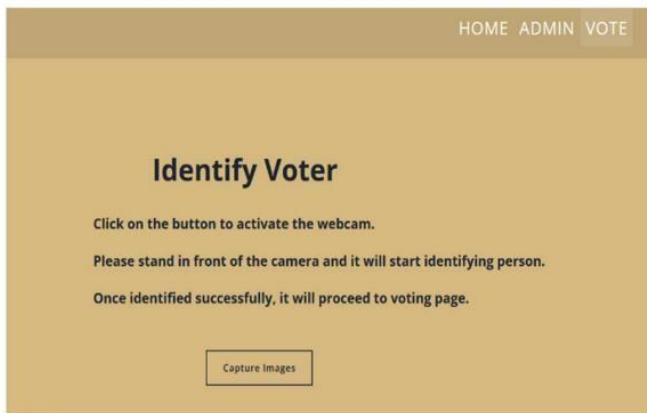 HOME ADMIN VOTE
Identify Voter
Click on the button to activate the webcam.
Please stand in front of the camera and it will start identifying person.
Once identified successfully, it will proceed to voting page.
Capture Images